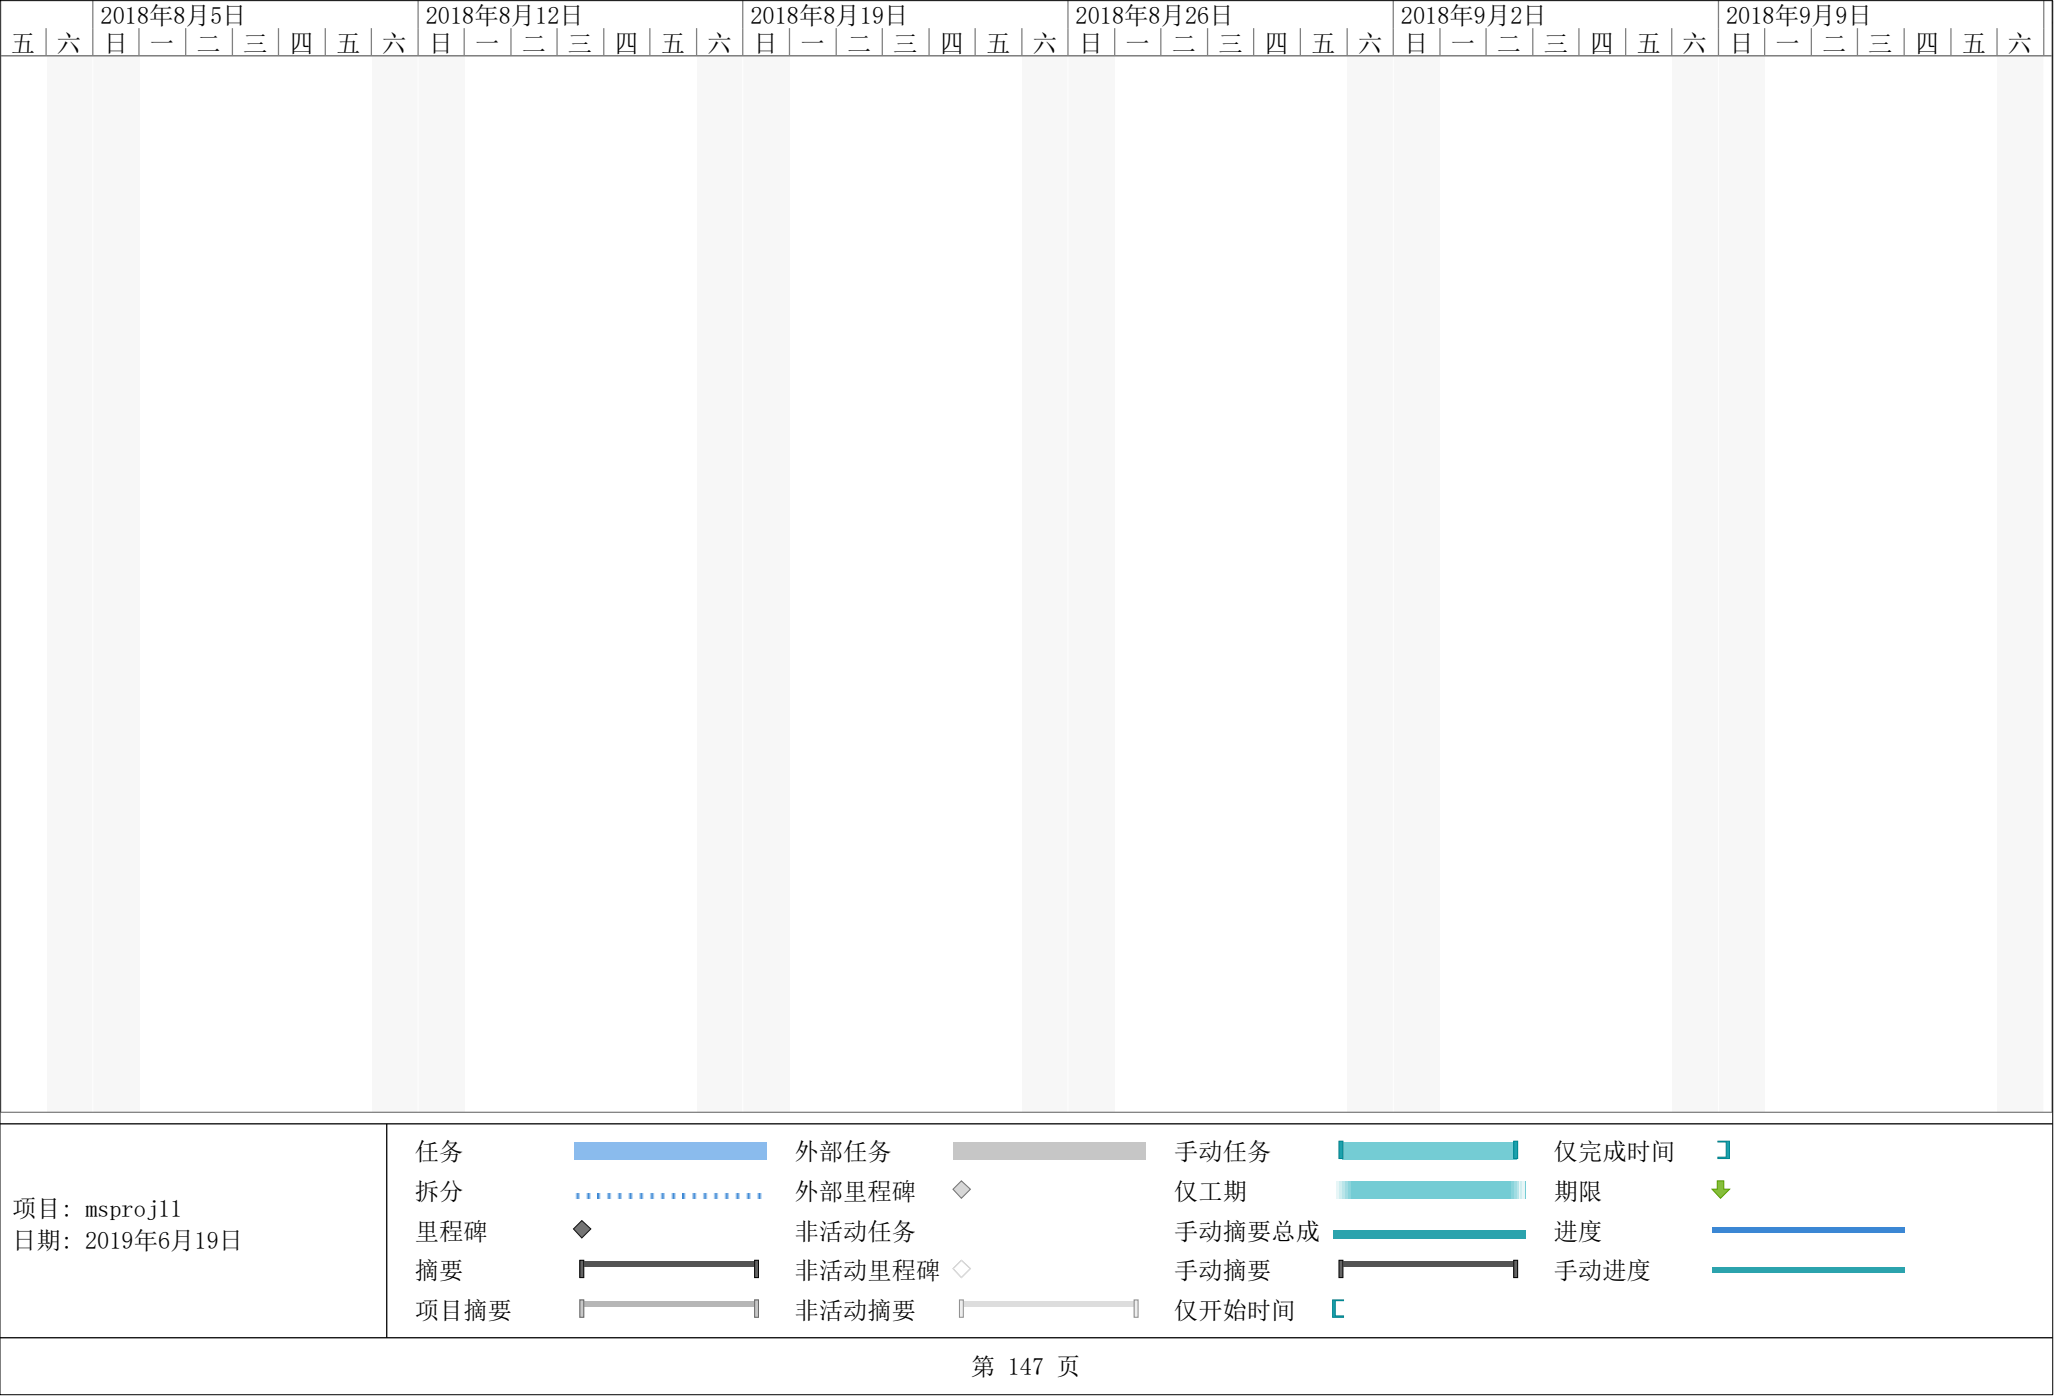 2018年8月5日 2018年8月12日 2018年8月19日 2018年8月26日 2018年9月2日 2018年9月9日
五 六 日 一 二 三 四 五 六 日 一 二 三 四 五 六 日 一 二 三 四 五 六 日 一 二 三 四 五 六 日 一 二 三 四 五 六 日 一 二 三 四 五 六
项目: msproj11
日期: 2019年6月19日
任务 外部任务 手动任务 仅完成时间
拆分 外部里程碑 仅工期 期限
里程碑 非活动任务 手动摘要总成 进度
摘要 非活动里程碑 手动摘要 手动进度
项目摘要 非活动摘要 仅开始时间
第 147 页